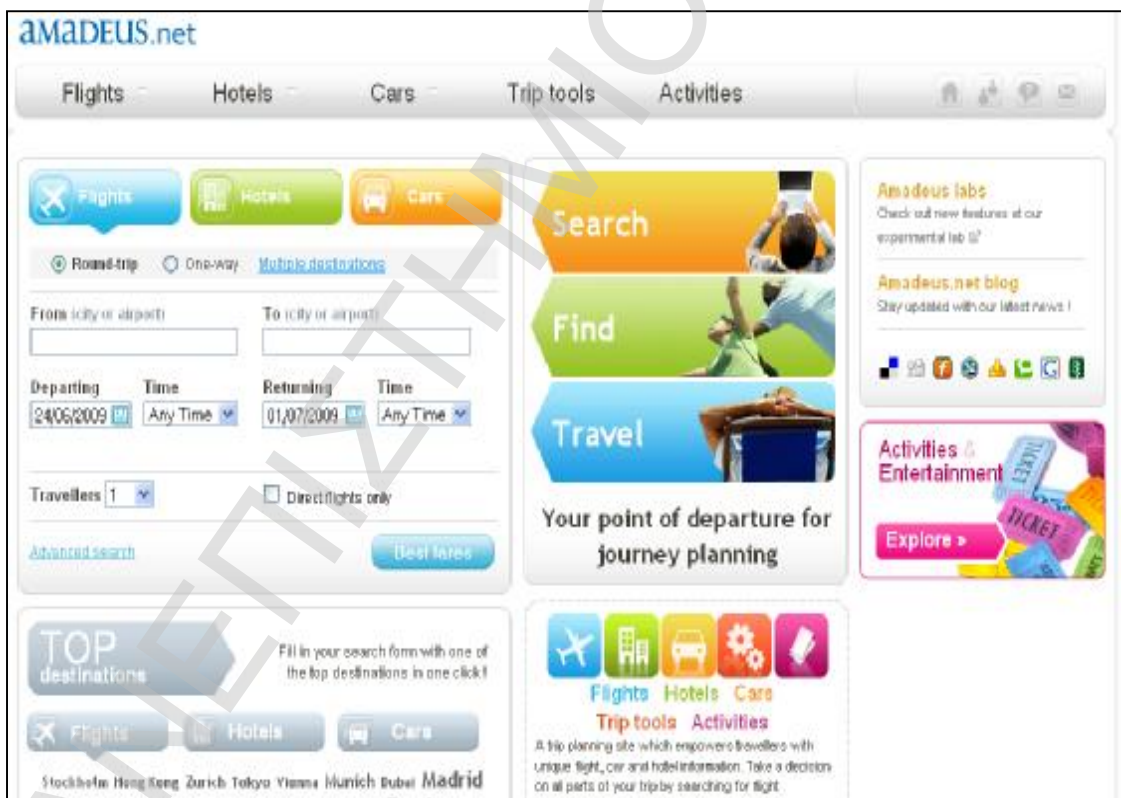 aMaDEUS.net
Flights Hotels Cars Trip tools Activities
Flights Hotels Cars
Round-trip One-way Multiple destinations
From (city or airport) To (city or airport)
Departing Time Returning Time
24/06/2009 Any Time 01/07/2009 Any Time
Travellers 1 Direct flights only
Advanced search Best fares
TOP
destinations
Fill in your search form with one of
the top destinations in one click!
Flights Hotels Cars
Stockholm Hong Kong Zurich Tokyo Vienna Munich Dubai Madrid
Search
Find
Travel
Your point of departure for
journey planning
Flights Hotels Cars
Trip tools Activities
A trip planning site which empowers travellers with
unique flight, car and hotel information. Take a decision
on all parts of your trip by searching for flight
Amadeus labs
Check out new features at our
experimental lab
Amadeus.net blog
Stay updated with our latest news !
Activities &
Entertainment
Explore »
TICKET
TICKET